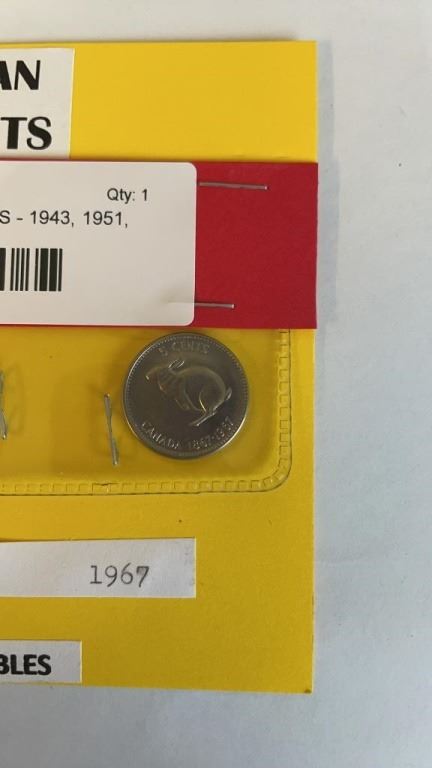 AN
TS
Qty: 1
S - 1943, 1951,
5 CENTS
CANADA 1867-1967
1967
BLES